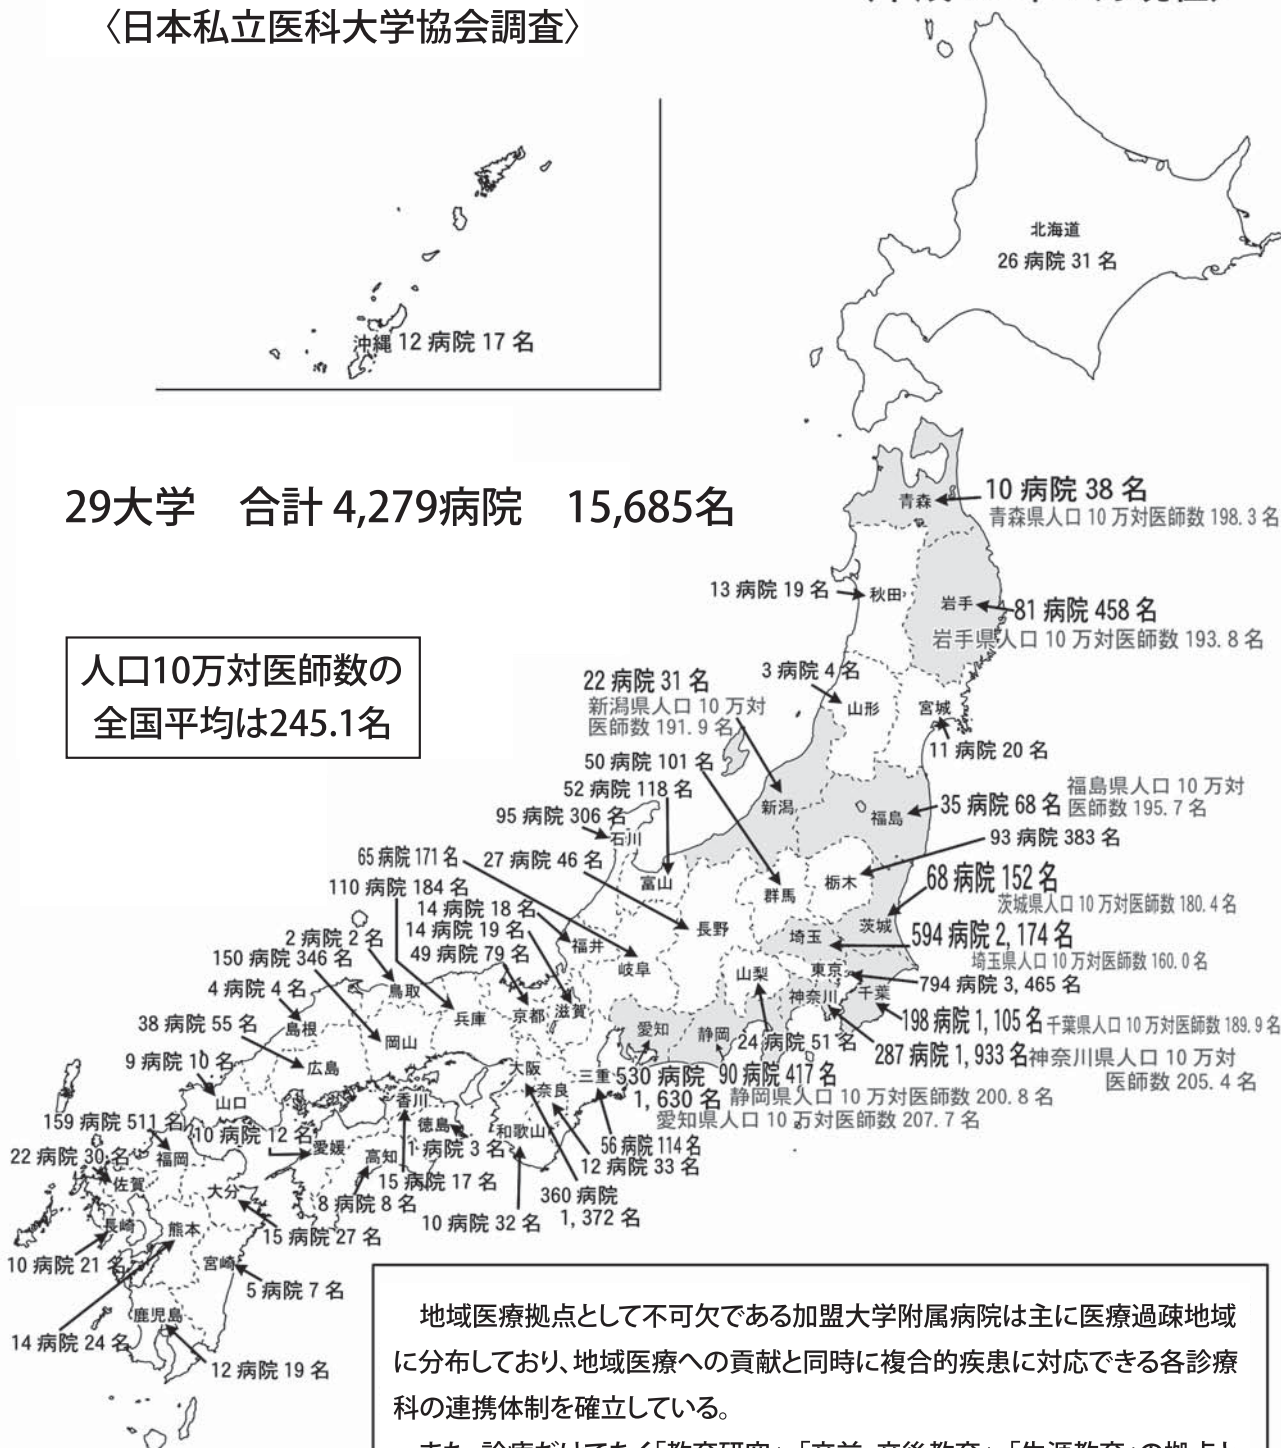 〈日本私立医科大学協会調査〉
北海道
26 病院 31 名
沖縄 12 病院 17 名
29大学　合計 4,279病院　15,685名
青森
10 病院 38 名
青森県人口 10 万対医師数 198.3 名
13 病院 19 名
秋田
岩手
81 病院 458 名
岩手県人口 10 万対医師数 193.8 名
人口10万対医師数の
全国平均は245.1名
3 病院 4 名
山形
宮城
11 病院 20 名
22 病院 31 名
新潟県人口 10 万対
医師数 191.9 名
新潟
50 病院 101 名
52 病院 118 名
95 病院 306 名
石川
福島
35 病院 68 名
福島県人口 10 万対
医師数 195.7 名
93 病院 383 名
65 病院 171 名
27 病院 46 名
富山
群馬
栃木
68 病院 152 名
茨城県人口 10 万対医師数 180.4 名
茨城
110 病院 184 名
14 病院 18 名
14 病院 19 名
49 病院 79 名
福井
長野
埼玉
594 病院 2,174 名
埼玉県人口 10 万対医師数 160.0 名
2 病院 2 名
150 病院 346 名
岐阜
山梨
東京
794 病院 3,465 名
4 病院 4 名
鳥取
神奈川
千葉
198 病院 1,105 名
千葉県人口 10 万対医師数 189.9 名
38 病院 55 名
島根
岡山
兵庫
京都
滋賀
愛知
静岡
24 病院 51 名
287 病院 1,933 名
神奈川県人口 10 万対
医師数 205.4 名
9 病院 10 名
広島
大阪
奈良
三重
530 病院
1,630 名
90 病院 417 名
静岡県人口 10 万対医師数 200.8 名
愛知県人口 10 万対医師数 207.7 名
山口
香川
徳島
和歌山
159 病院 511 名
10 病院 12 名
愛媛
高知
1 病院 3 名
56 病院 114 名
22 病院 30 名
福岡
佐賀
12 病院 33 名
15 病院 17 名
大分
8 病院 8 名
10 病院 32 名
360 病院
1,372 名
長崎
熊本
15 病院 27 名
10 病院 21 名
宮崎
5 病院 7 名
鹿児島
14 病院 24 名
12 病院 19 名
地域医療拠点として不可欠である加盟大学附属病院は主に医療過疎地域
に分布しており、地域医療への貢献と同時に複合的疾患に対応できる各診療
科の連携体制を確立している。